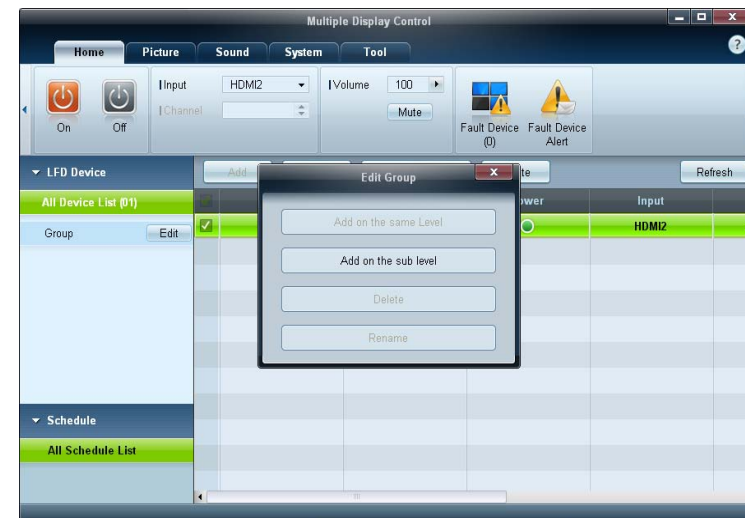 Multiple Display Control
Home Picture Sound System Tool
?
Input HDMI2
Volume 100
Channel
Mute
On Off
Fault Device (0)
Fault Device Alert
LFD Device
Add
Refresh
Edit Group
All Device List (01)
Input
Group Edit
HDMI2
Add on the same Level
Add on the sub level
Delete
Rename
Schedule
All Schedule List